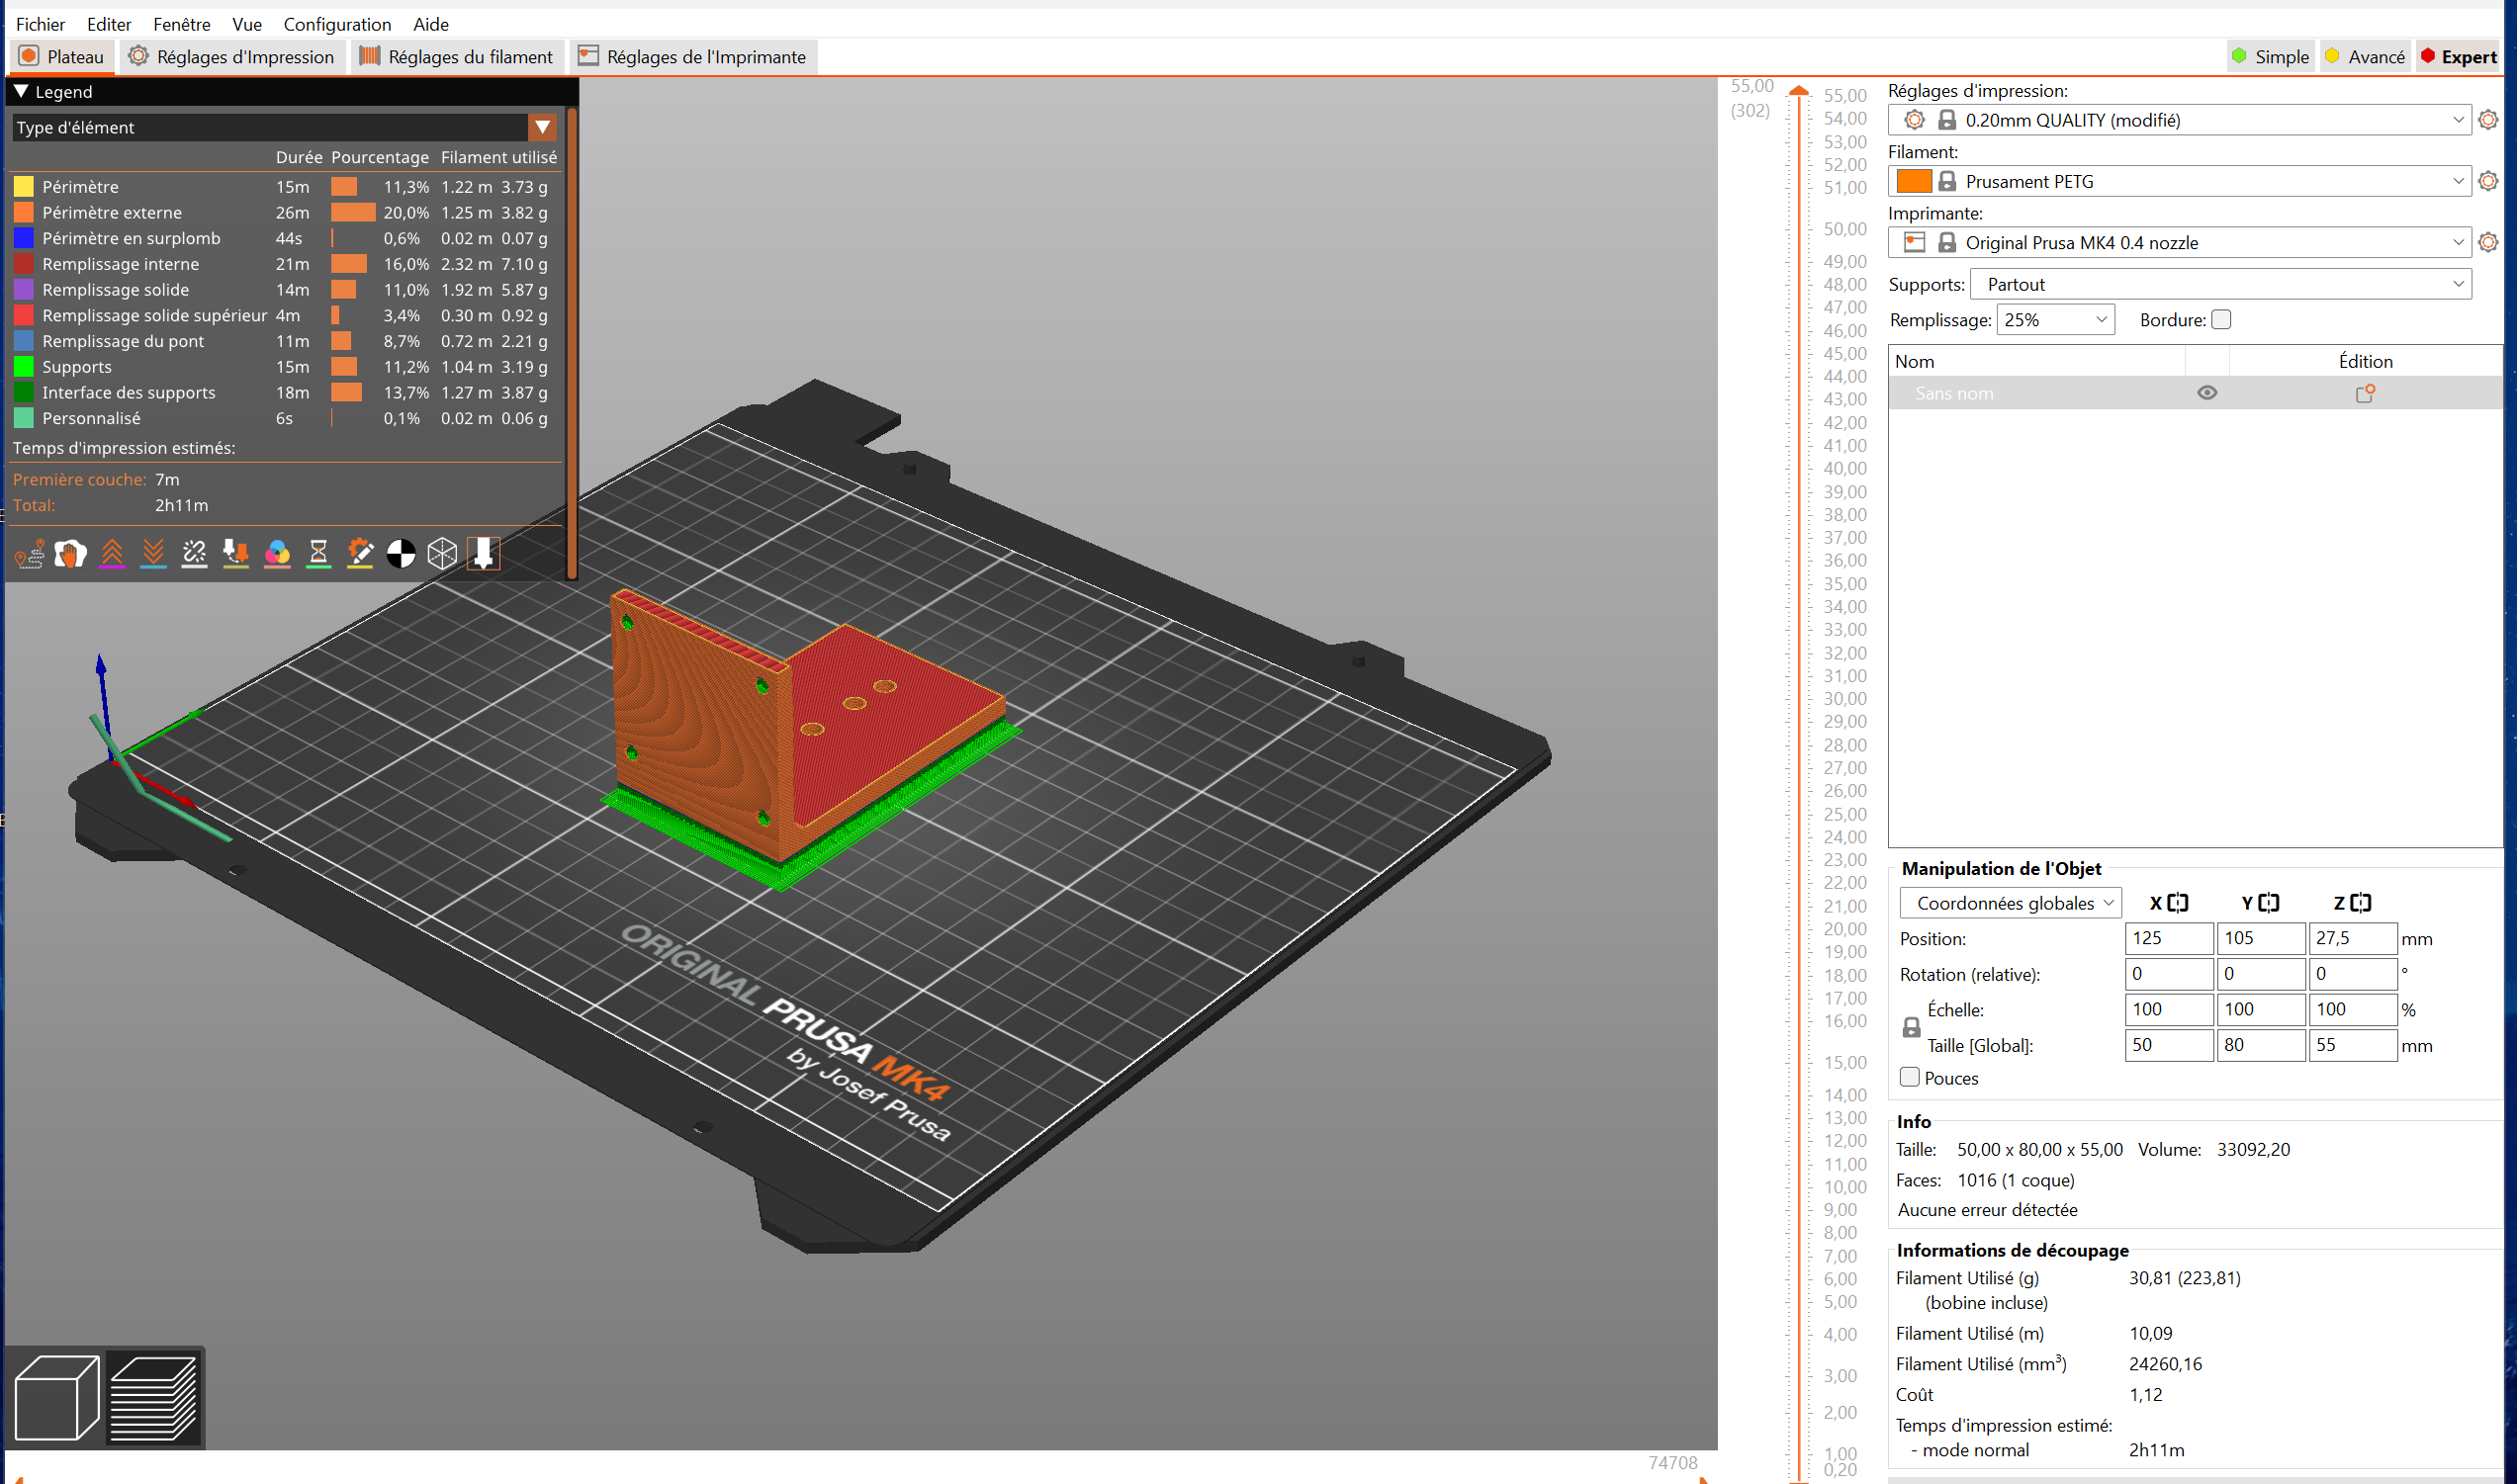 Fichier Editer Fenêtre Vue Configuration Aide
Plateau Réglages d'Impression Réglages du filament Réglages de l'Imprimante Simple Avancé Expert
Legend
Type d'élément
Durée Pourcentage Filament utilisé
Périmètre 15m 11,3% 1.22 m 3.73 g
Périmètre externe 26m 20,0% 1.25 m 3.82 g
Périmètre en surplomb 44s 0,6% 0.02 m 0.07 g
Remplissage interne 21m 16,0% 2.32 m 7.10 g
Remplissage solide 14m 11,0% 1.92 m 5.87 g
Remplissage solide supérieur 4m 3,4% 0.30 m 0.92 g
Remplissage du pont 11m 8,7% 0.72 m 2.21 g
Supports 15m 11,2% 1.04 m 3.19 g
Interface des supports 18m 13,7% 1.27 m 3.87 g
Personnalisé 6s 0,1% 0.02 m 0.06 g
Temps d'impression estimés:
Première couche: 7m
Total: 2h11m
ORIGINAL PRUSA MK4
by Josef Prusa
74708
55,00
(302)
55,00
54,00
53,00
52,00
51,00
50,00
49,00
48,00
47,00
46,00
45,00
44,00
43,00
42,00
41,00
40,00
39,00
38,00
37,00
36,00
35,00
34,00
33,00
32,00
31,00
30,00
29,00
28,00
27,00
26,00
25,00
24,00
23,00
22,00
21,00
20,00
19,00
18,00
17,00
16,00
15,00
14,00
13,00
12,00
11,00
10,00
9,00
8,00
7,00
6,00
5,00
4,00
3,00
2,00
1,00
0,20
Réglages d'impression:
0.20mm QUALITY (modifié)
Filament:
Prusament PETG
Imprimante:
Original Prusa MK4 0.4 nozzle
Supports: Partout
Remplissage: 25% Bordure:
Nom Édition
Sans nom
Manipulation de l'Objet
Coordonnées globales X Y Z
Position: 125 105 27,5 mm
Rotation (relative): 0 0 0 °
Échelle: 100 100 100 %
Taille [Global]: 50 80 55 mm
Pouces
Info
Taille: 50,00 x 80,00 x 55,00 Volume: 33092,20
Faces: 1016 (1 coque)
Aucune erreur détectée
Informations de découpage
Filament Utilisé (g) 30,81 (223,81)
(bobine incluse)
Filament Utilisé (m) 10,09
Filament Utilisé (mm³) 24260,16
Coût 1,12
Temps d'impression estimé:
- mode normal 2h11m